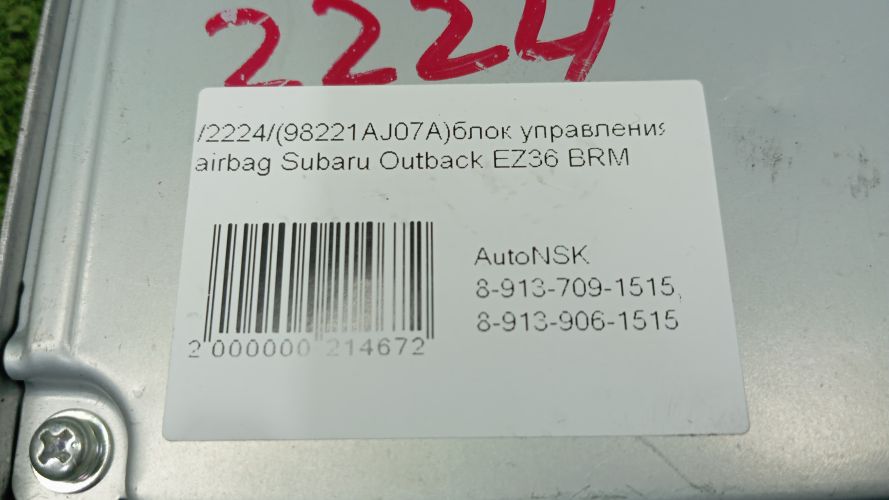 2224
/2224/(98221AJ07A)блок управления
airbag Subaru Outback EZ36 BRM
AutoNSK
8-913-709-1515,
8-913-906-1515
2 000000 214672